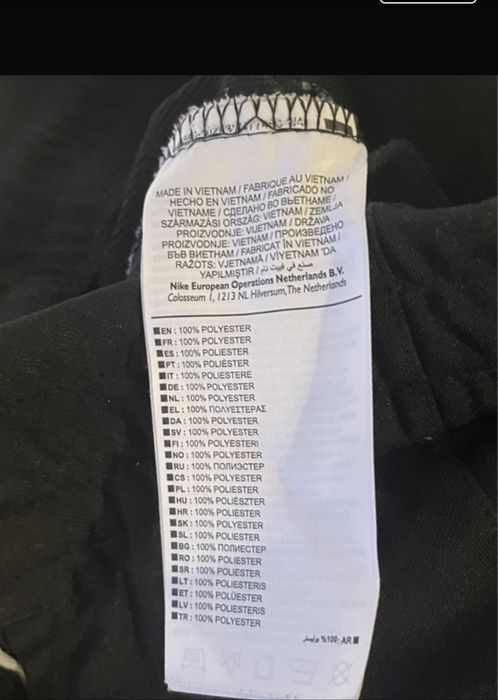 MADE IN VIETNAM / FABRIQUE AU VIETNAM /
HECHO EN VIETNAM / FABRICADO NO
VIETNAME / СДЕЛАНО ВО ВЬЕТНАМЕ /
SZÁRMAZÁSI ORSZÁG: VIETNAM / ZEMLJA
PROIZVODNJE: VIJETNAM / DRŽAVA
PROIZVODNJE: VIETNAM / ПРОИЗВЕДЕНО
ВЪВ ВИЕТНАМ / FABRICAT ÎN VIETNAM /
RAŽOTS: VJETNAMĀ / VİYETNAM 'DA
YAPILMIŞTIR / صنع في فييت نام
Nike European Operations Netherlands B.V.
Colosseum 1, 1213 NL Hilversum, The Netherlands
EN : 100% POLYESTER
FR : 100% POLYESTER
ES : 100% POLIESTER
PT : 100% POLIÉSTER
IT : 100% POLIESTERE
DE : 100% POLYESTER
NL : 100% POLYESTER
EL : 100% ΠΟΛΥΕΣΤΕΡΑΣ
DA : 100% POLYESTER
SV : 100% POLYESTER
FI : 100% POLYESTERI
NO : 100% POLYESTER
RU : 100% ПОЛИЭСТЕР
CS : 100% POLYESTER
PL : 100% POLIESTER
HU : 100% POLIÉSZTER
HR : 100% POLIESTER
SK : 100% POLYESTER
SL : 100% POLIESTER
BG : 100% ПОЛИЕСТЕР
RO : 100% POLIESTER
SR : 100% POLIESTER
LT : 100% POLIESTERIS
ET : 100% POLÜESTER
LV : 100% POLIESTERIS
TR : 100% POLYESTER
AR :100% بوليستر